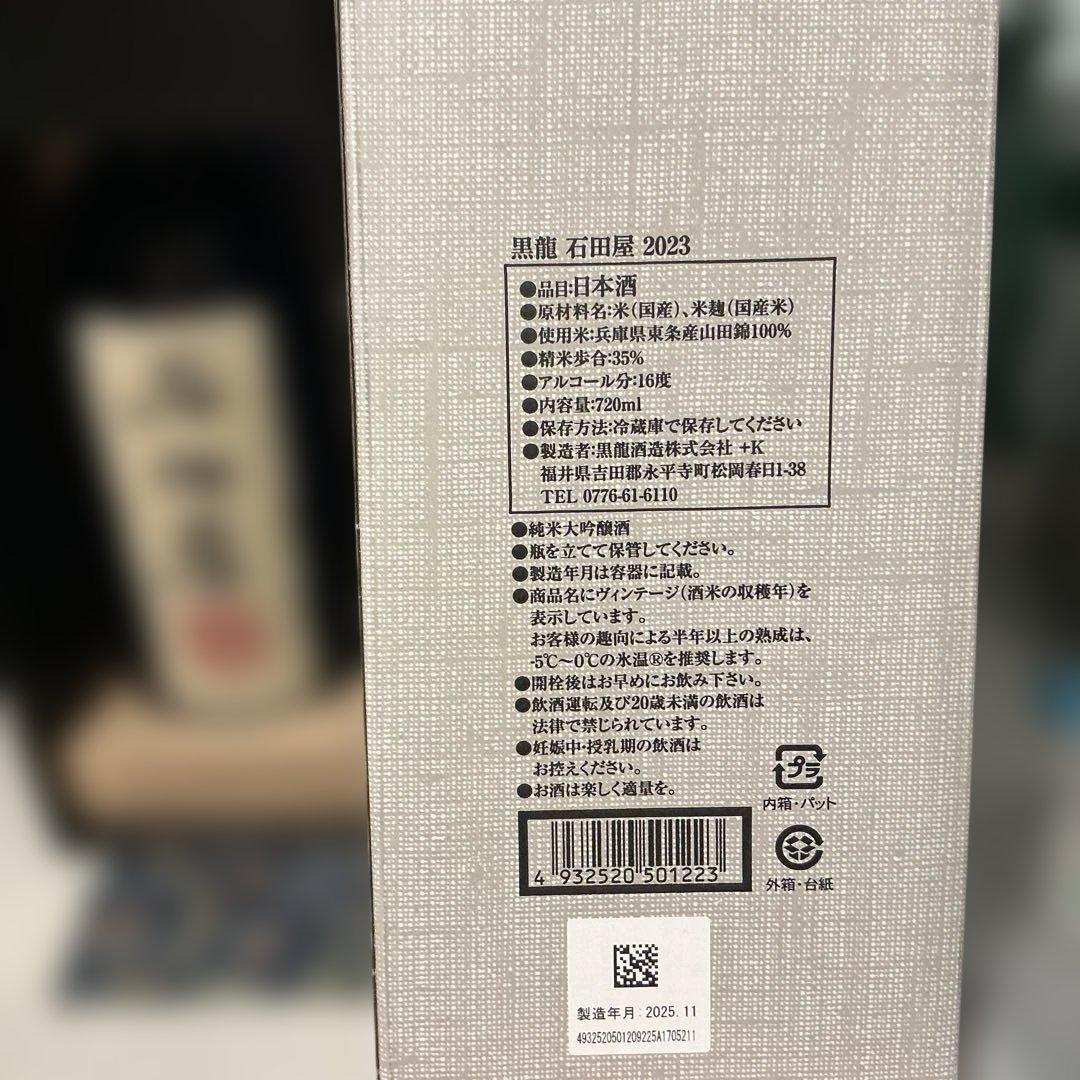 黒龍 石田屋 2023
●品目:日本酒
●原材料名:米(国産)、米麹(国産米)
●使用米:兵庫県東条産山田錦100%
●精米歩合:35%
●アルコール分:16度
●内容量:720ml
●保存方法:冷蔵庫で保存してください
●製造者:黒龍酒造株式会社 +K
福井県吉田郡永平寺町松岡春日1-38
TEL 0776-61-6110
●純米大吟醸酒
●瓶を立てて保管してください。
●製造年月は容器に記載。
●商品名にヴィンテージ(酒米の収穫年)を
表示しています。
お客様の趣向による半年以上の熟成は、
-5℃〜0℃の氷温®を推奨します。
●開栓後はお早めにお飲み下さい。
●飲酒運転及び20歳未満の飲酒は
法律で禁じられています。
●妊娠中・授乳期の飲酒は
お控えください。
●お酒は楽しく適量を。
プラ
内箱・パット
外箱・台紙
4 932520 501223
製造年月:2025.11
4932520501209225A1705211